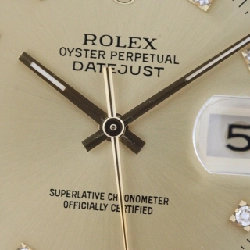 ROLEX
OYSTER PERPETUAL
DATEJUST
5
SUPERLATIVE CHRONOMETER
OFFICIALLY CERTIFIED